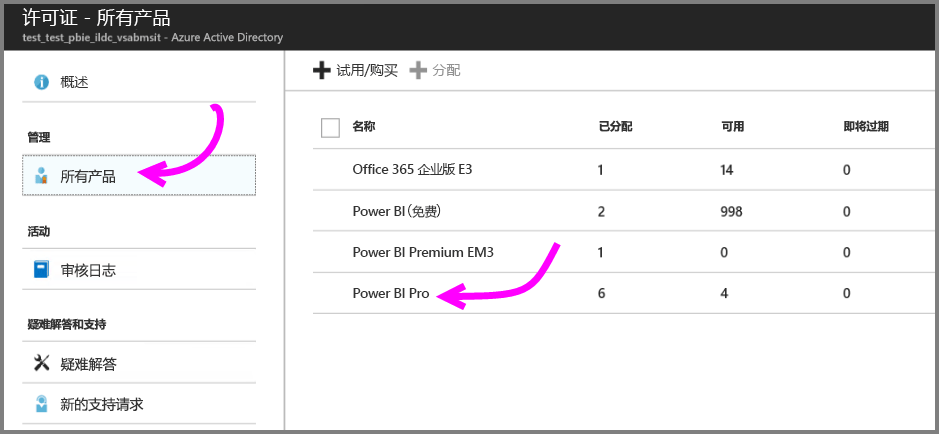 许可证 - 所有产品
test_test_pbie_ildc_vsabmsit - Azure Active Directory
概述
管理
所有产品
活动
审核日志
疑难解答和支持
疑难解答
新的支持请求
试用/购买 分配
名称 已分配 可用 即将过期
Office 365 企业版 E3 1 14 0
Power BI（免费） 2 998 0
Power BI Premium EM3 1 0 0
Power BI Pro 6 4 0